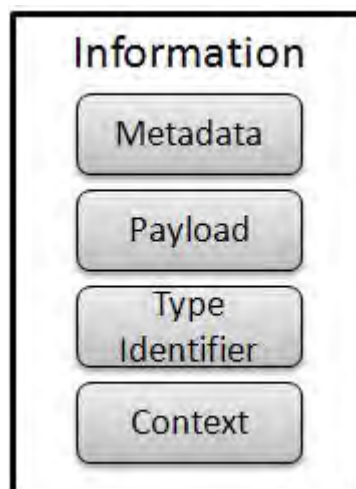 Information
Metadata
Payload
Type
Identifier
Context